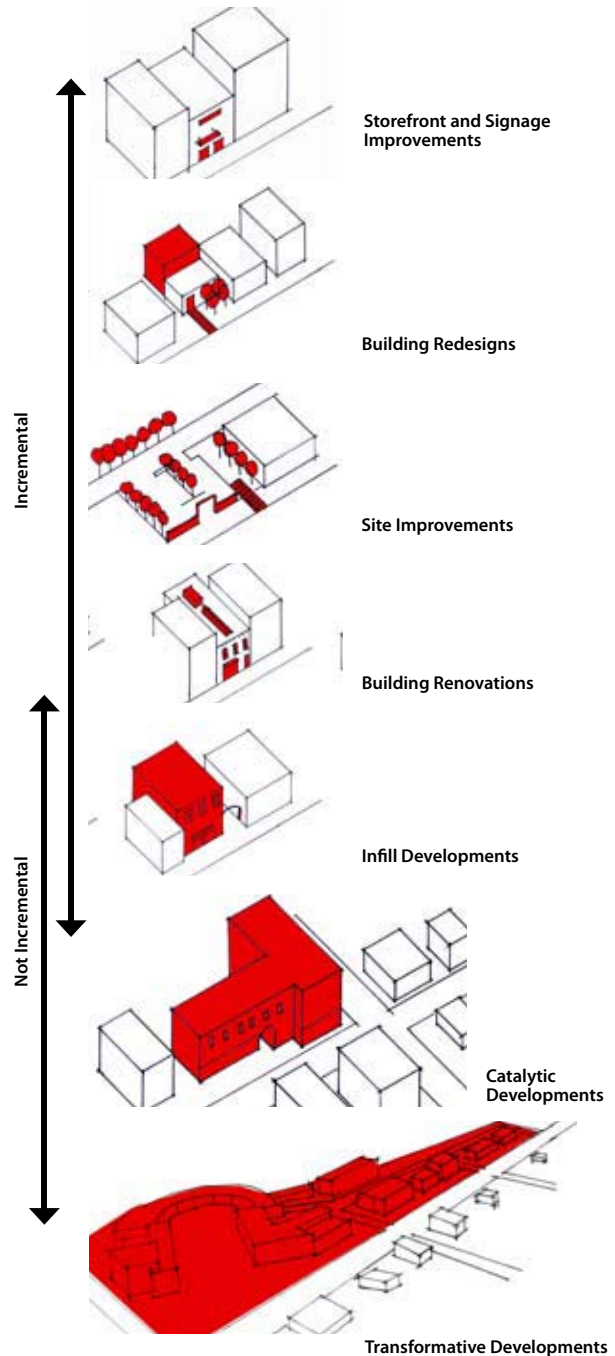 Storefront and Signage
Improvements
Building Redesigns
Incremental
Site Improvements
Building Renovations
Not Incremental
Infill Developments
Catalytic
Developments
Transformative Developments